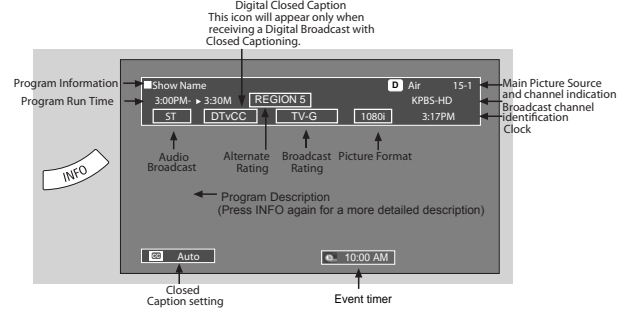 Digital Closed Caption
This icon will appear only when
receiving a Digital Broadcast with
Closed Captioning.
Program Information
Show Name
D Air 15-1
Main Picture Source
and channel indication
Program Run Time
3:00PM- ► 3:30M
REGION 5
KPBS-HD
Broadcast channel
identification
ST
DTvCC
TV-G
1080i
3:17PM
Clock
Audio
Broadcast
Alternate
Rating
Broadcast
Rating
Picture Format
INFO
Program Description
(Press INFO again for a more detailed description)
CC Auto
10:00 AM
Closed
Caption setting
Event timer